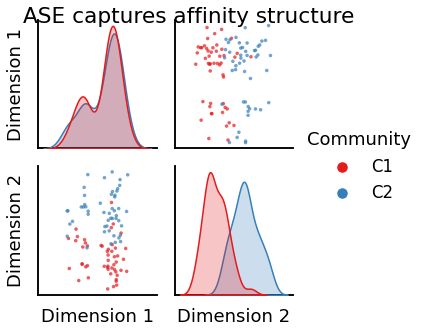 ASE captures affinity structure
Dimension 1
Dimension 2
Community
C1
C2
Dimension 1
Dimension 2